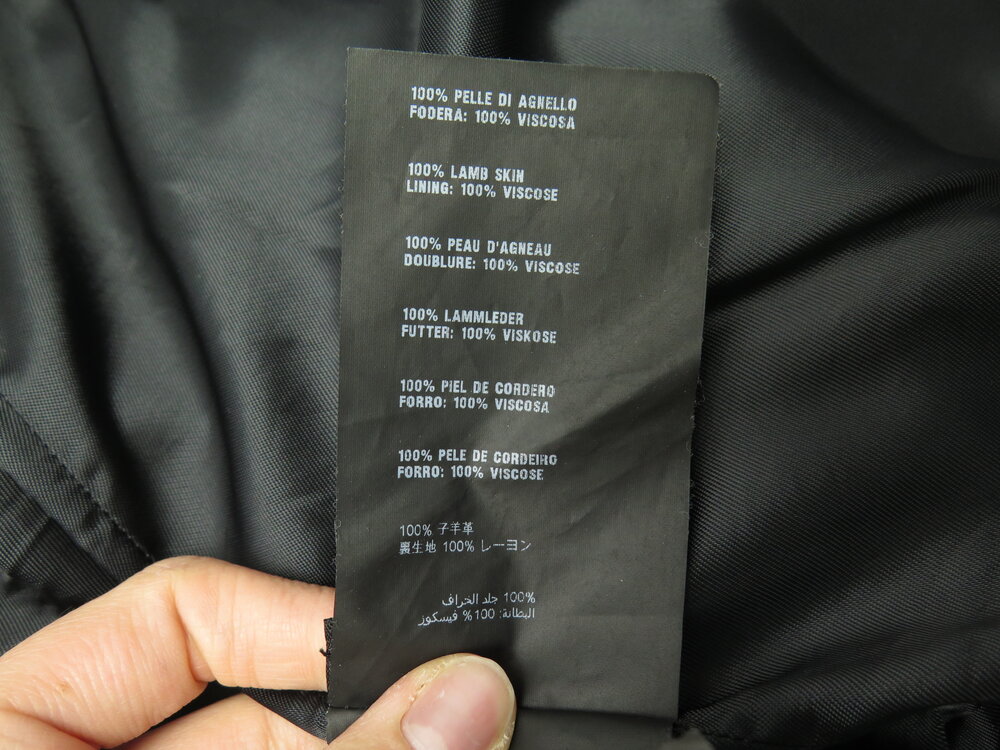 100% PELLE DI AGNELLO
FODERA: 100% VISCOSA
100% LAMB SKIN
LINING: 100% VISCOSE
100% PEAU D'AGNEAU
DOUBLURE: 100% VISCOSE
100% LAMMLEDER
FUTTER: 100% VISKOSE
100% PIEL DE CORDERO
FORRO: 100% VISCOSA
100% PELE DE CORDEIRO
FORRO: 100% VISCOSE
100% 子羊革
裏生地 100% レーヨン
100% جلد الخراف
البطانة: 100% فيسكوز